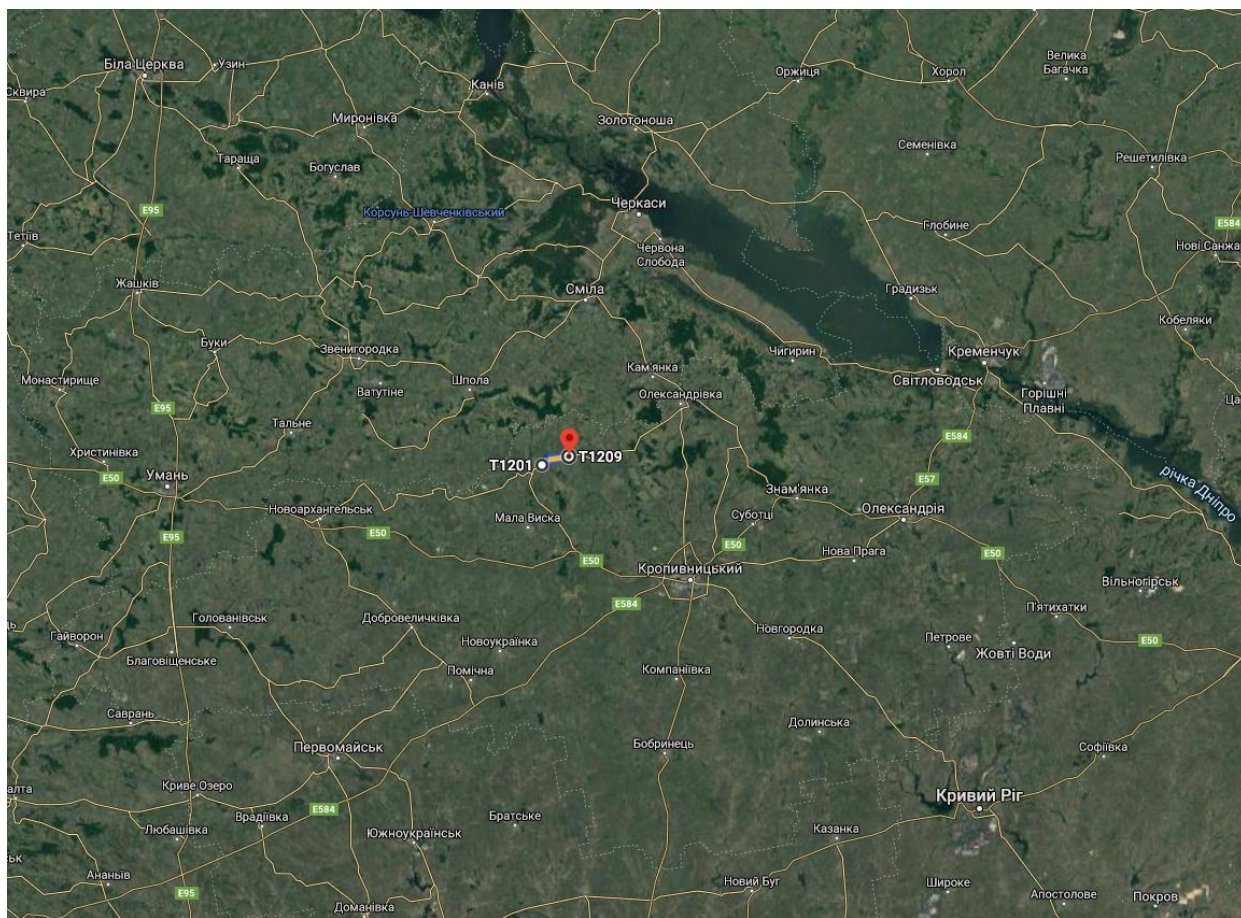 Біла Церква
Узин
Сквира
Канів
Оржиця
Хорол
Велика
Багачка
Миронівка
Золотоноша
Тараща
Богуслав
Семенівка
Решетилівка
E95
Корсунь-Шевченківський
Черкаси
Тетіїв
Глобине
E584
Червона
Слобода
Нові Санжа
Жашків
Сміла
Градизьк
Кобеляки
Буки
Звенигородка
Чигирин
Кременчук
Монастирище
Ватутіне
Шпола
Кам'янка
Світловодськ
Горішні
Плавні
Ца
E95
Олександрівка
Тальне
E584
Христинівка
T1201
T1209
E50
Умань
E57
річка Дніпро
Новоархангельськ
Мала Виска
Знам'янка
Суботці
Олександрія
E95
E50
E50
E50
Нова Прага
E50
Кропивницький
Вільногірськ
E584
Голованівськ
Добровеличківка
П'ятихатки
Гайворон
Новоукраїнка
Новгородка
Петрове
E50
Благовіщенське
Помічна
Компаніївка
Жовті Води
Саврань
Долинська
Первомайськ
Бобринець
Софіївка
алта
Криве Озеро
Кривий Ріг
E584
Врадіївка
Братське
Любашівка
Южноукраїнськ
Казанка
ськ
Ананьїв
E95
Новий Буг
Широке
Апостолове
Покров
Доманівка